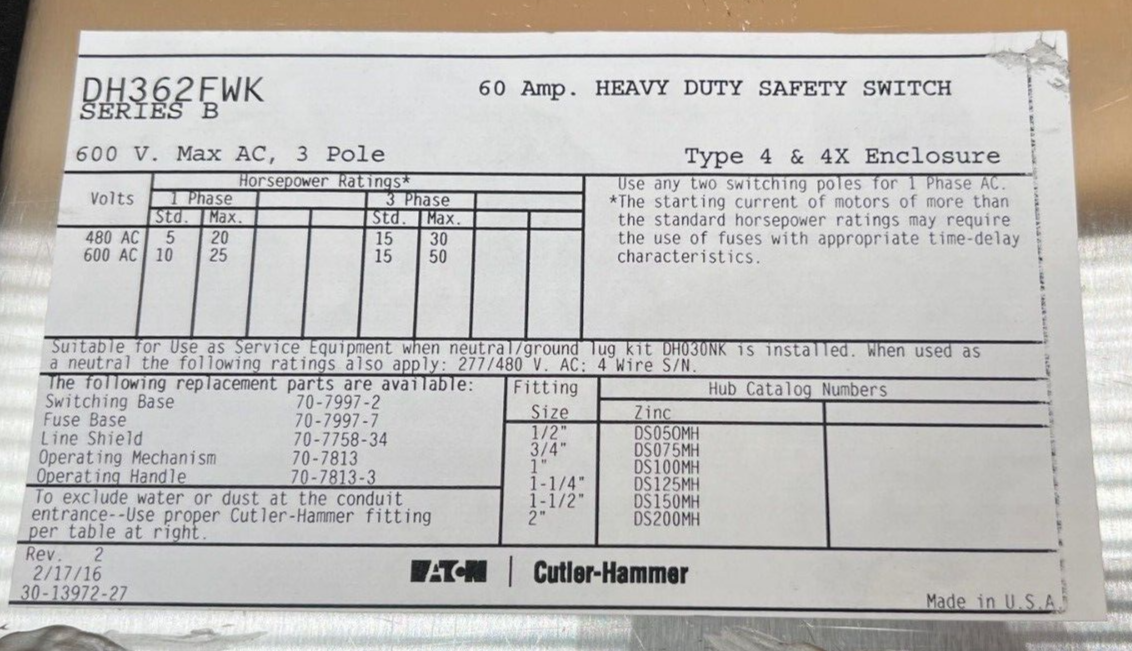 DH362FWK
SERIES B
60 Amp. HEAVY DUTY SAFETY SWITCH
600 V. Max AC, 3 Pole
Type 4 & 4X Enclosure
Horsepower Ratings*
Volts
1 Phase
3 Phase
Std. Max. Std. Max.
480 AC 5 20 15 30
600 AC 10 25 15 50
Use any two switching poles for 1 Phase AC.
*The starting current of motors of more than
the standard horsepower ratings may require
the use of fuses with appropriate time-delay
characteristics.
Suitable for Use as Service Equipment when neutral/ground lug kit DH030NK is installed. When used as
a neutral the following ratings also apply: 277/480 V. AC: 4 Wire S/N.
The following replacement parts are available:
Switching Base 70-7997-2
Fuse Base 70-7997-7
Line Shield 70-7758-34
Operating Mechanism 70-7813
Operating Handle 70-7813-3
To exclude water or dust at the conduit
entrance--Use proper Cutler-Hammer fitting
per table at right.
Fitting
Size
Hub Catalog Numbers
Zinc
1/2" DS050MH
3/4" DS075MH
1" DS100MH
1-1/4" DS125MH
1-1/2" DS150MH
2" DS200MH
Rev. 2
2/17/16
30-13972-27
EATON | Cutler-Hammer
Made in U.S.A.